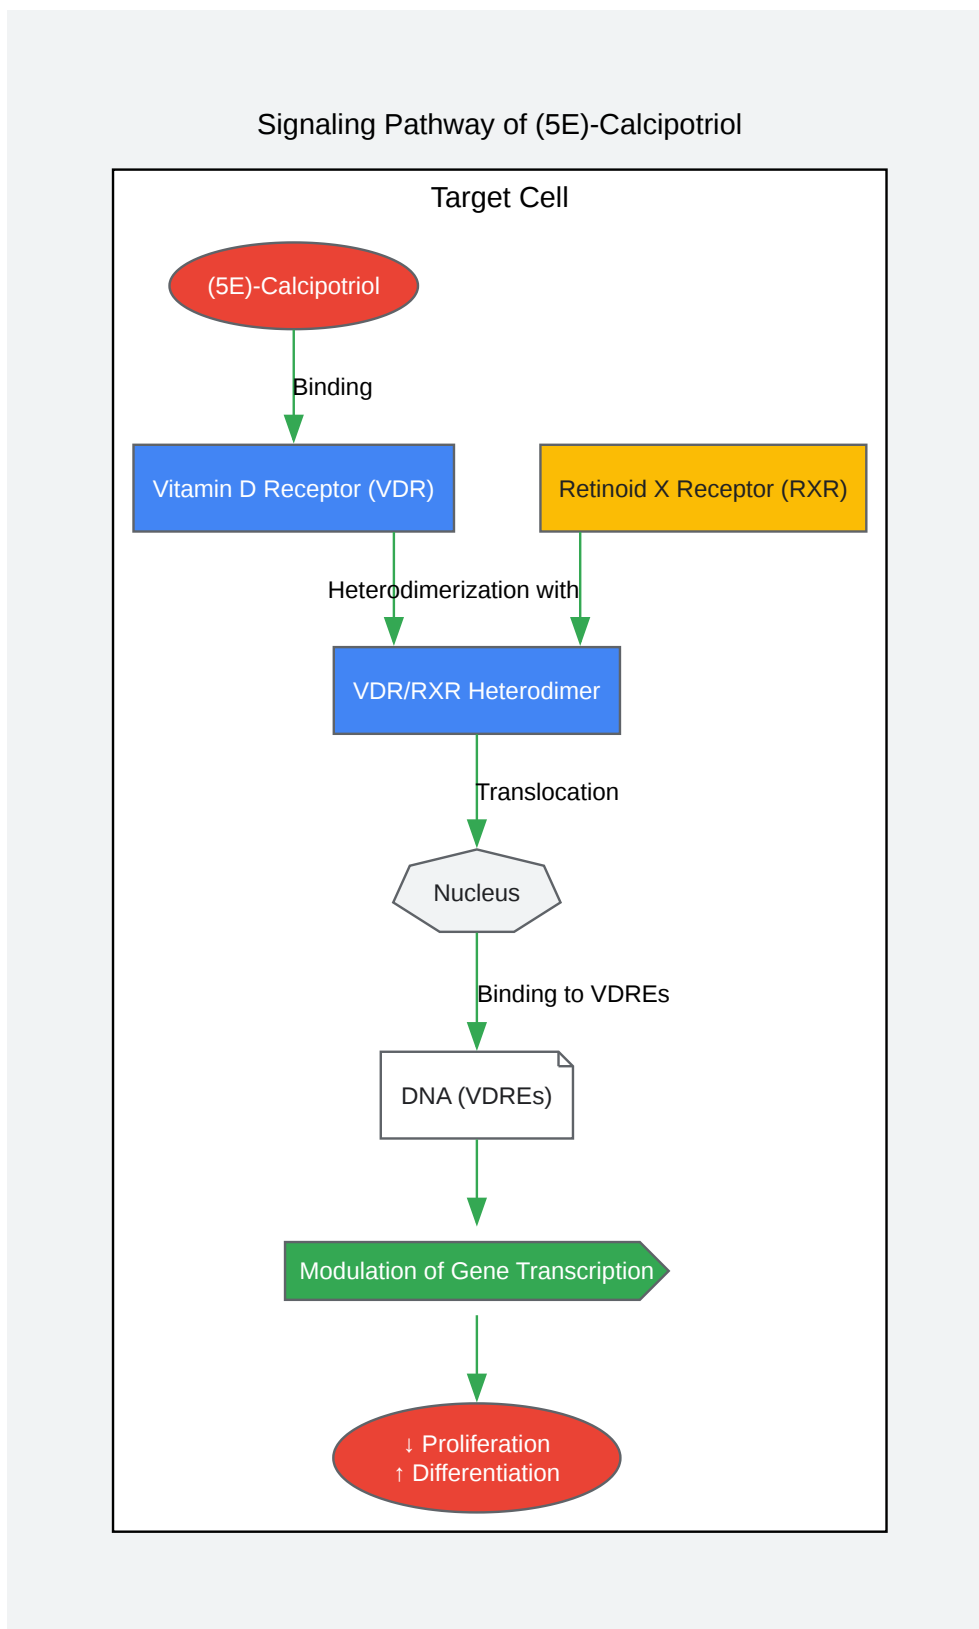 Signaling Pathway of (5E)-Calcipotriol
Target Cell
(5E)-Calcipotriol
Binding
Vitamin D Receptor (VDR)
Retinoid X Receptor (RXR)
Heterodimerization with
VDR/RXR Heterodimer
Translocation
Nucleus
Binding to VDREs
DNA (VDREs)
Modulation of Gene Transcription
↓ Proliferation
↑ Differentiation